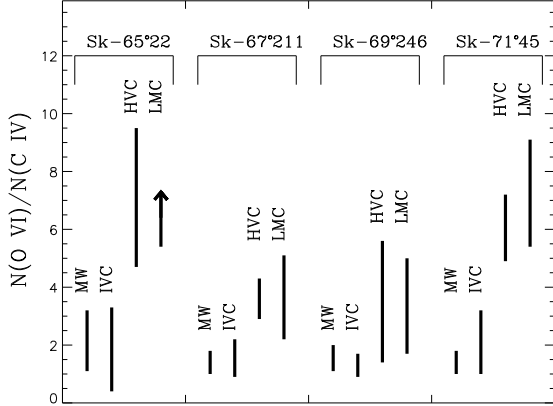 Sk-65°22 Sk-67°211 Sk-69°246 Sk-71°45
HVC LMC HVC LMC
HVC LMC HVC LMC
MW IVC
MW IVC MW IVC MW IVC
N(O VI)/N(C IV)
12
10
8
6
4
2
0